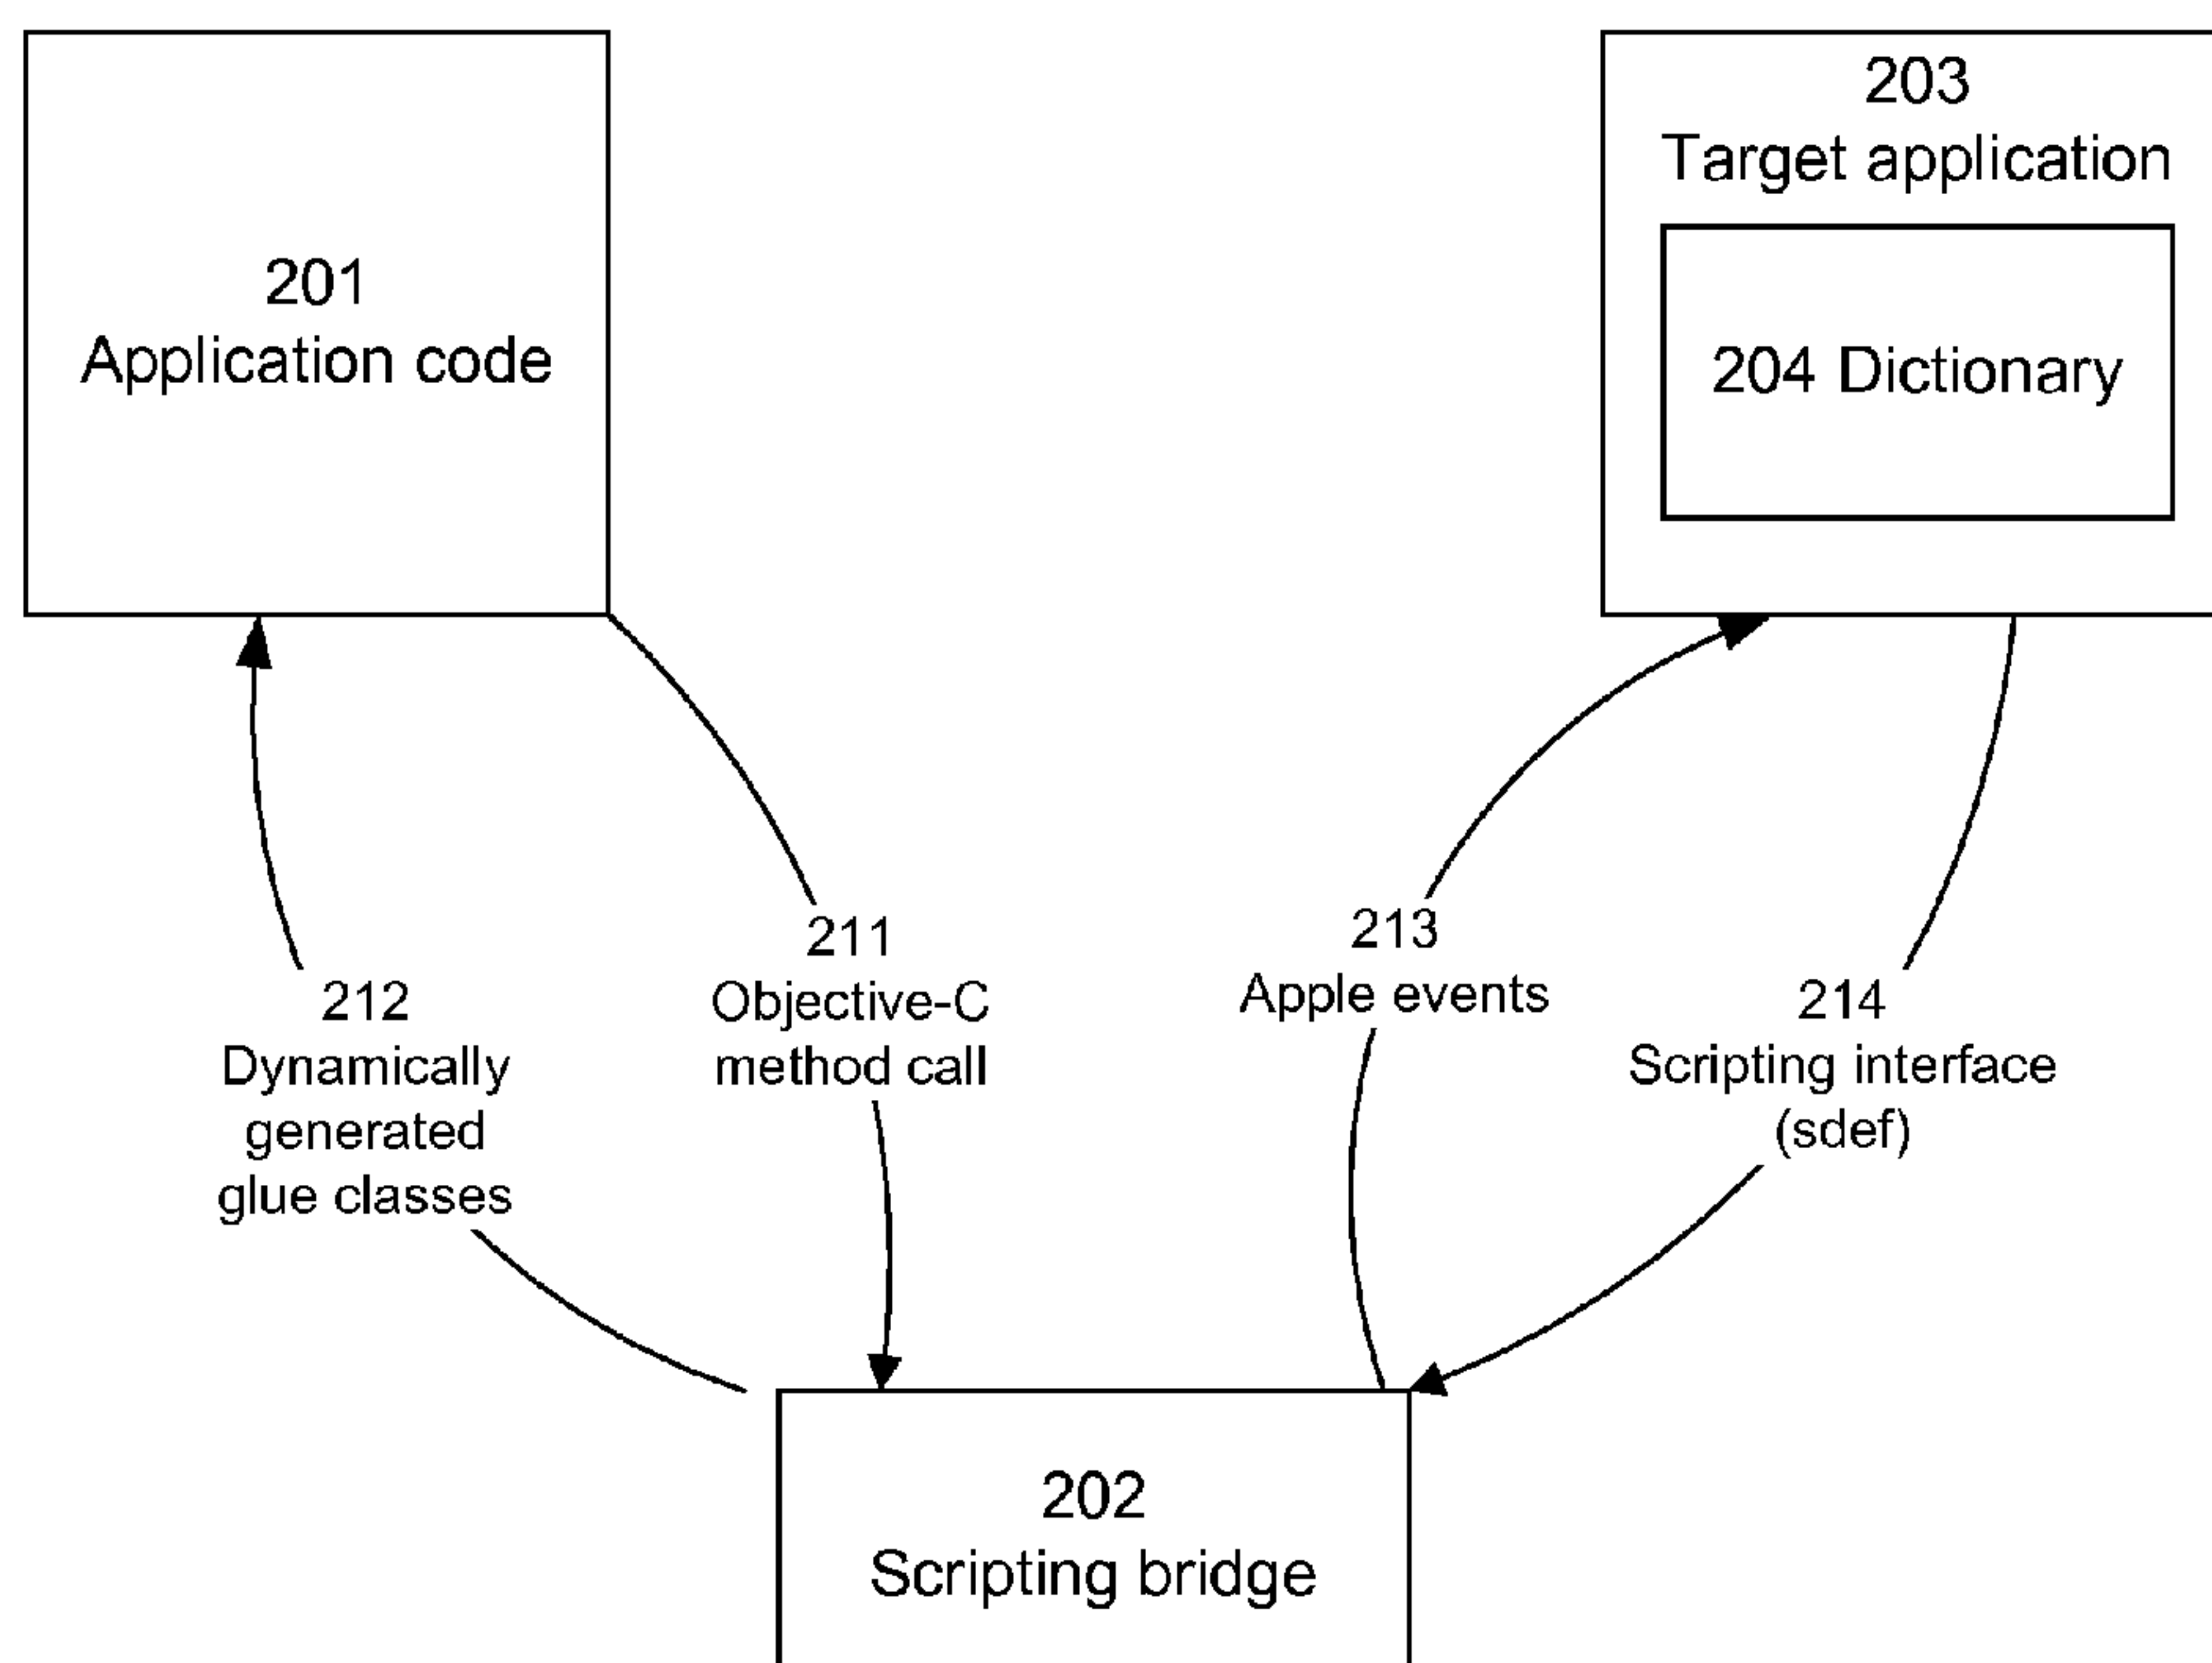 201
Application code
203
Target application
204 Dictionary
211
Objective-C
method call
212
Dynamically
generated
glue classes
213
Apple events
214
Scripting interface
(sdef)
202
Scripting bridge